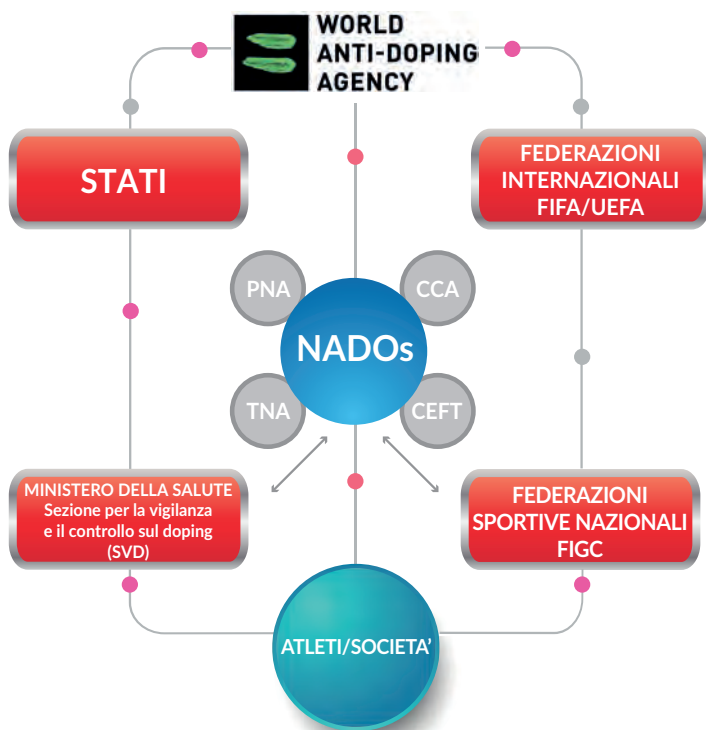 WORLD
ANTI-DOPING
AGENCY
STATI
FEDERAZIONI
INTERNAZIONALI
FIFA/UEFA
PNA
CCA
NADOs
TNA
CEFT
MINISTERO DELLA SALUTE
Sezione per la vigilanza
e il controllo sul doping
(SVD)
FEDERAZIONI
SPORTIVE NAZIONALI
FIGC
ATLETI/SOCIETA’